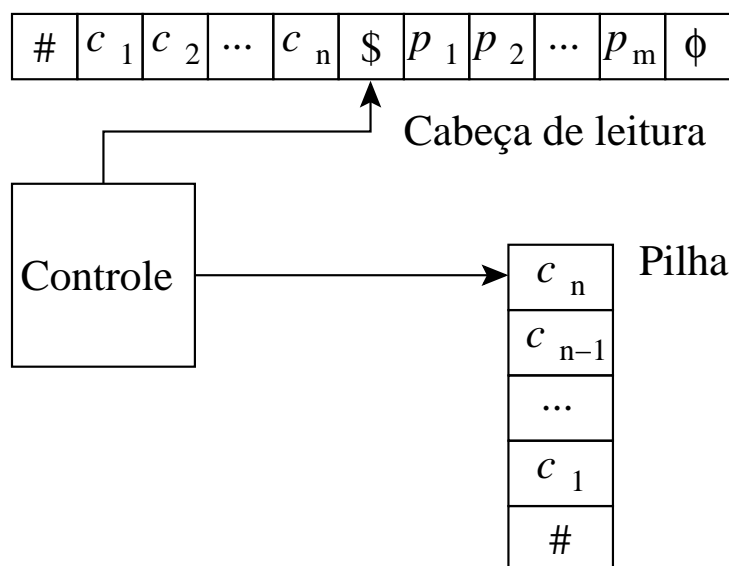 # c 1 c 2 ... c n $ p 1 p 2 ... p m ϕ
Cabeça de leitura
Controle
Pilha
c n
c n–1
...
c 1
#